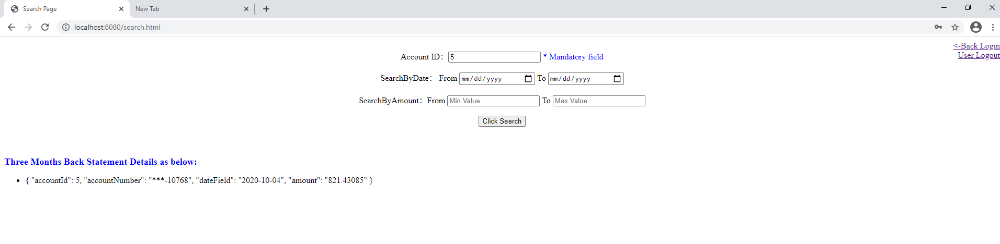 Search Page
New Tab
localhost:8080/search.html
<-Back Login
User Logout
Account ID: 5 * Mandatory field
SearchByDate: From mm/dd/yyyy To mm/dd/yyyy
SearchByAmount: From Min Value To Max Value
Click Search
Three Months Back Statement Details as below:
• { "accountId": 5, "accountNumber": "***-10768", "dateField": "2020-10-04", "amount": "821.43085" }